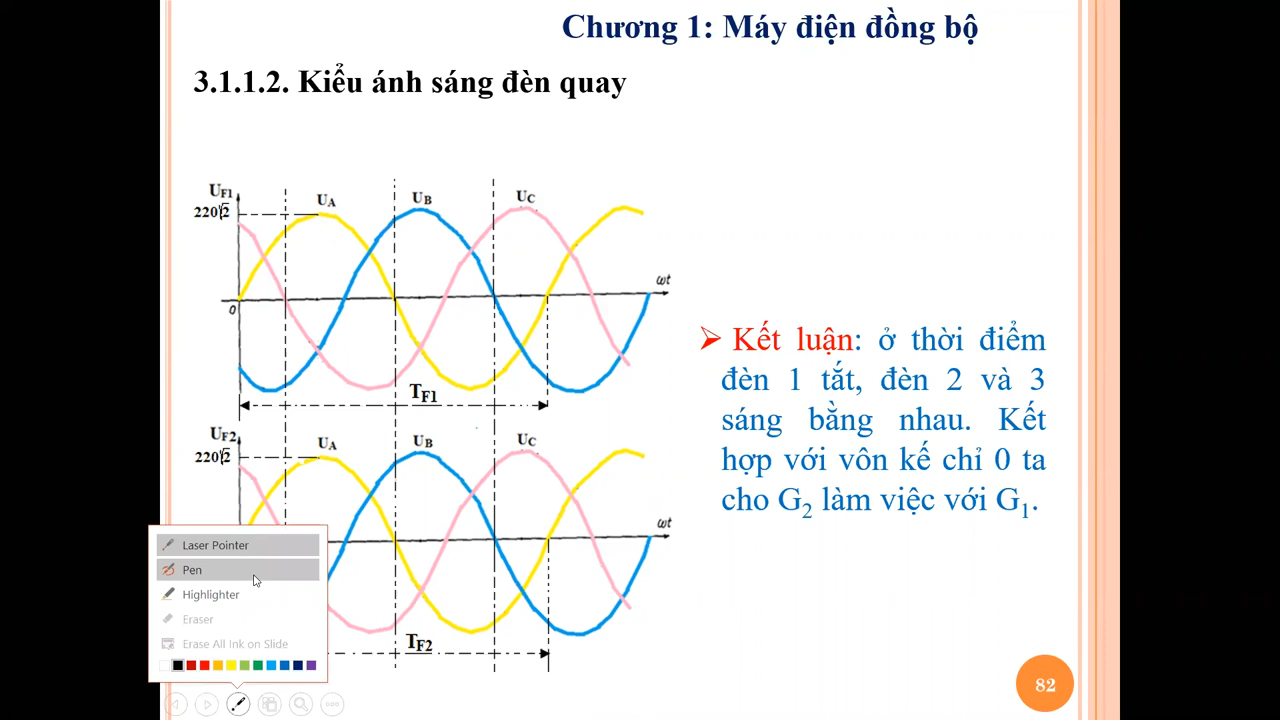 Chương 1: Máy điện đồng bộ
3.1.1.2. Kiểu ánh sáng đèn quay
UF1
220√2
UA
UB
UC
ωt
0
TF1
UF2
220√2
UA
UB
UC
ωt
TF2
➢ Kết luận: ở thời điểm
đèn 1 tắt, đèn 2 và 3
sáng bằng nhau. Kết
hợp với vôn kế chỉ 0 ta
cho G2 làm việc với G1.
Laser Pointer
Pen
Highlighter
Eraser
Erase All Ink on Slide
82